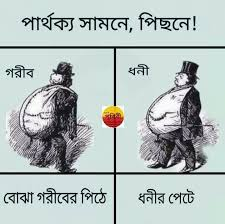 পার্থক্য সামনে, পিছনে!
গরীব
ধনী
বোঝা গরীবের পিঠে
ধনীর পেটে